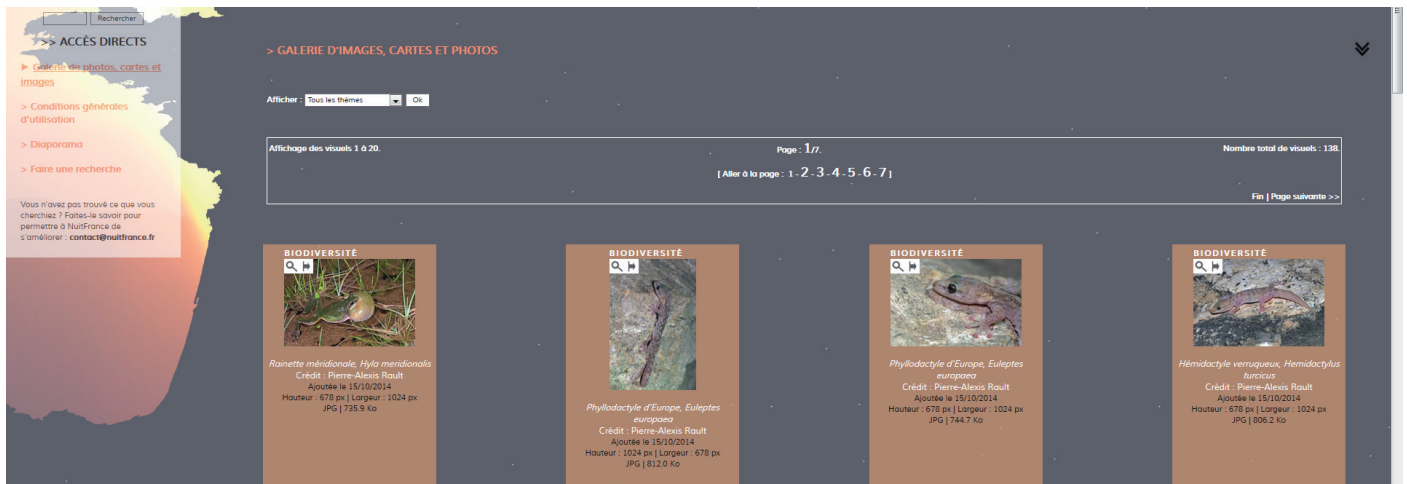 Rechercher
>> ACCÈS DIRECTS
► Galerie de photos, cartes et
images
> Conditions générales
d'utilisation
> Diaporama
> Faire une recherche
Vous n'avez pas trouvé ce que vous
cherchiez ? Faites-le savoir pour
permettre à NuitFrance de
s'améliorer : contact@nuitfrance.fr
> GALERIE D'IMAGES, CARTES ET PHOTOS
Afficher : Tous les thèmes Ok
Affichage des visuels 1 à 20. Page : 1/7. Nombre total de visuels : 138.
[ Aller à la page : 1 - 2 - 3 - 4 - 5 - 6 - 7 ]
Fin | Page suivante >>
BIODIVERSITÉ
Rainette méridionale, Hyla meridionalis
Crédit : Pierre-Alexis Rault
Ajoutée le 15/10/2014
Hauteur : 678 px | Largeur : 1024 px
JPG | 735.9 Ko
BIODIVERSITÉ
Phyllodactyle d'Europe, Euleptes
europaea
Crédit : Pierre-Alexis Rault
Ajoutée le 15/10/2014
Hauteur : 1024 px | Largeur : 678 px
JPG | 812.0 Ko
BIODIVERSITÉ
Phyllodactyle d'Europe, Euleptes
europaea
Crédit : Pierre-Alexis Rault
Ajoutée le 15/10/2014
Hauteur : 678 px | Largeur : 1024 px
JPG | 744.7 Ko
BIODIVERSITÉ
Hémidactyle verruqueux, Hemidactylus
turcicus
Crédit : Pierre-Alexis Rault
Ajoutée le 15/10/2014
Hauteur : 678 px | Largeur : 1024 px
JPG | 806.2 Ko